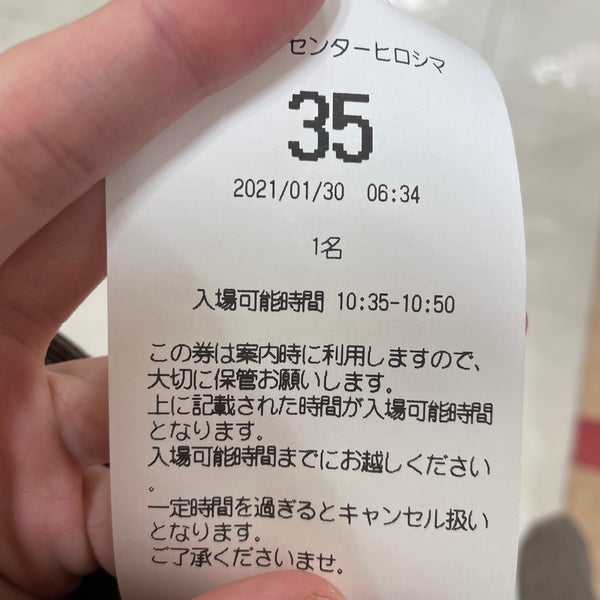 センターヒロシマ
35
2021/01/30 06:34
1名
入場可能時間 10:35-10:50
この券は案内時に利用しますので、
大切に保管お願いします。
上に記載された時間が入場可能時間
となります。
入場可能時間までにお越しください
。
一定時間を過ぎるとキャンセル扱い
となります。
ご了承くださいませ。